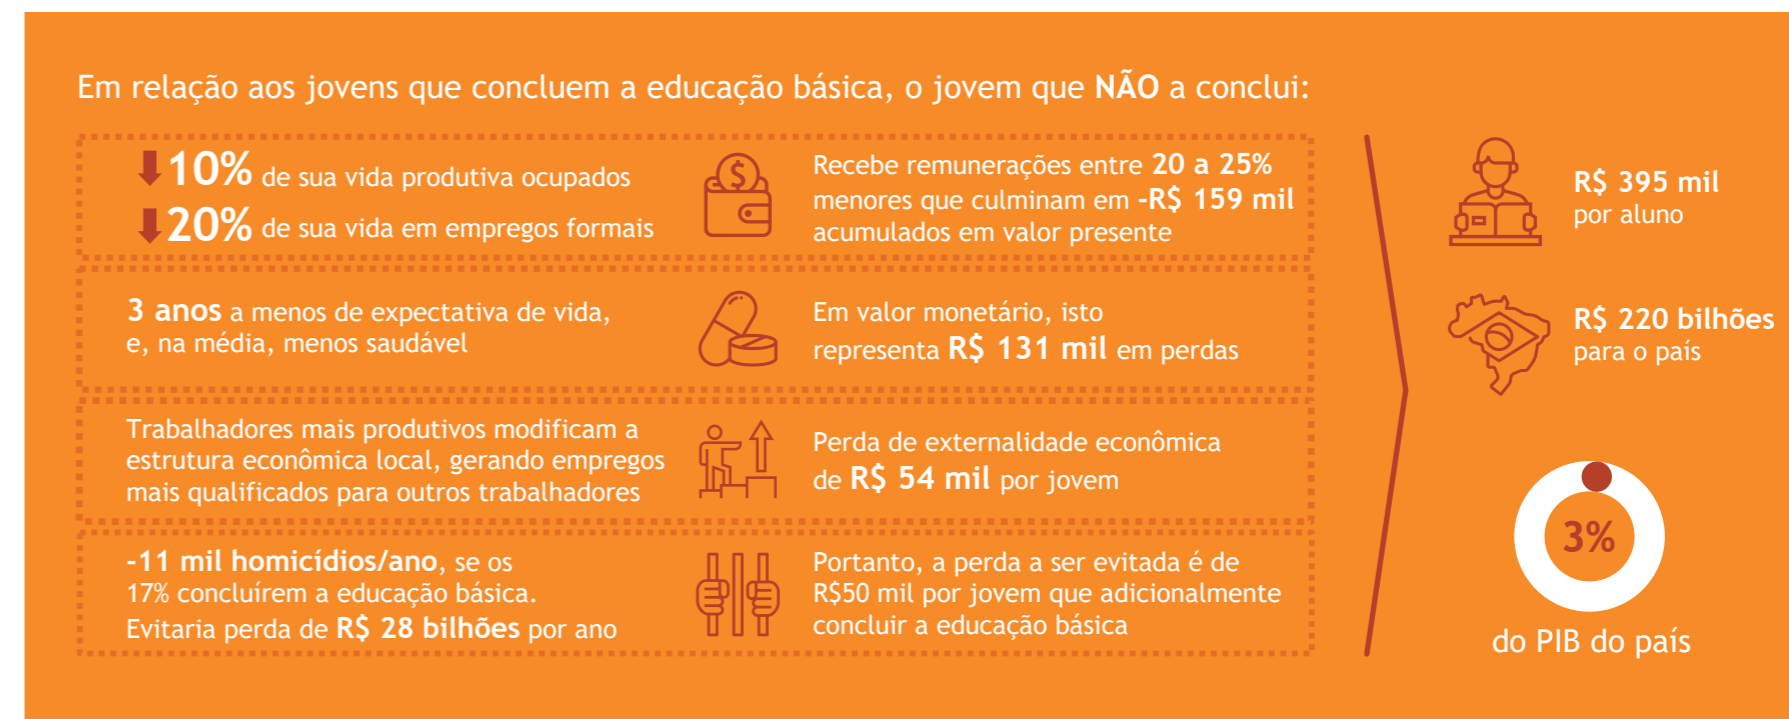 Em relação aos jovens que concluem a educação básica, o jovem que NÃO a conclui:
10% de sua vida produtiva ocupados
20% de sua vida em empregos formais
$
Recebe remunerações entre 20 a 25%
menores que culminam em -R$ 159 mil
acumulados em valor presente
3 anos a menos de expectativa de vida,
e, na média, menos saudável
Em valor monetário, isto
representa R$ 131 mil em perdas
Trabalhadores mais produtivos modificam a
estrutura econômica local, gerando empregos
mais qualificados para outros trabalhadores
Perda de externalidade econômica
de R$ 54 mil por jovem
-11 mil homicídios/ano, se os
17% concluírem a educação básica.
Evitaria perda de R$ 28 bilhões por ano
Portanto, a perda a ser evitada é de
R$50 mil por jovem que adicionalmente
concluir a educação básica
R$ 395 mil
por aluno
R$ 220 bilhões
para o país
3%
do PIB do país